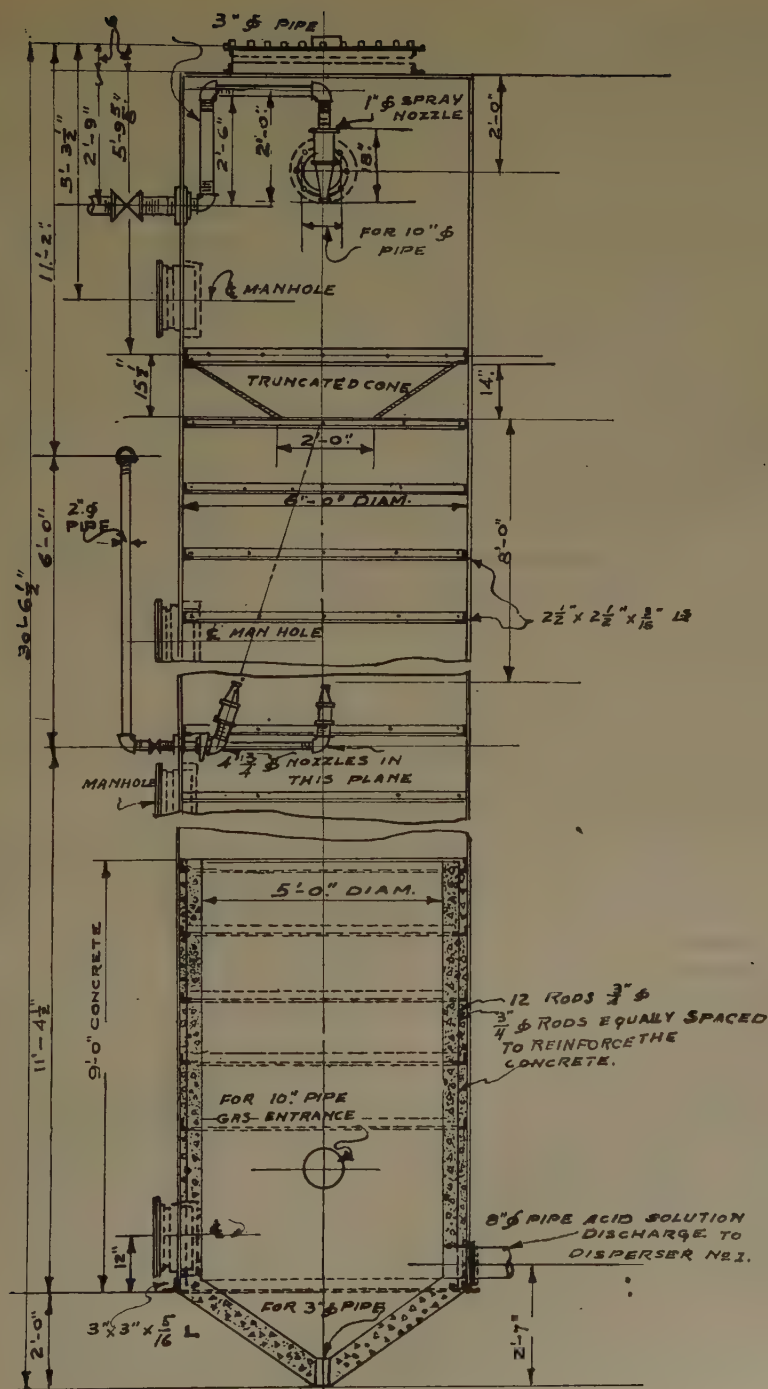 6
3" ⌀ PIPE
1" ⌀ SPRAY
NOZZLE
2'-0"
5'-3 1/2"
2'-9"
5'-9 5/8"
2'-6"
2'-0"
18"
FOR 10" ⌀
PIPE
11'-2"
℄ MANHOLE
15 1/2"
TRUNCATED CONE
14"
2'-0"
6'-0" DIAM.
2" ⌀
PIPE
6'-0"
8'-0"
30'-6 1/2"
2 1/2" x 2 1/2" x 3/16" LS
℄ MAN HOLE
4 3/4" ⌀ NOZZLES IN
THIS PLANE
MANHOLE
5'-0" DIAM.
9'-0" CONCRETE
11'-4 1/2"
12 RODS 3/4" ⌀
3/4" ⌀ RODS EQUALLY SPACED
TO REINFORCE THE
CONCRETE.
FOR 10" PIPE
GAS ENTRANCE
℄
12"
8" ⌀ PIPE ACID SOLUTION
DISCHARGE TO
DISPERSER No 1.
FOR 3" ⌀ PIPE
3" x 3" x 5/16 L
2'-0"
2'-7"